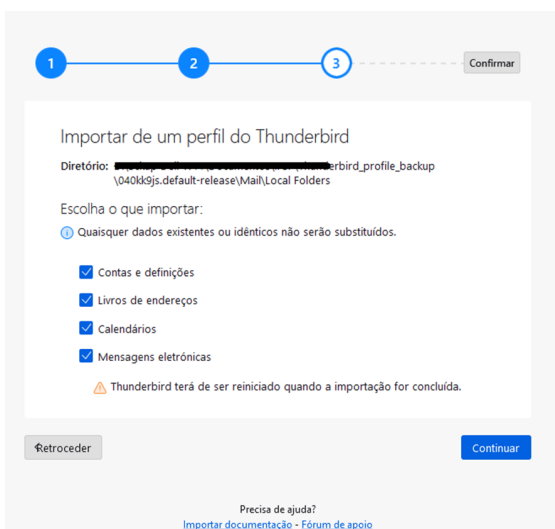 1 2 3 Confirmar
Importar de um perfil do Thunderbird
Diretório: erbird_profile_backup
\040kk9js.default-release\Mail\Local Folders
Escolha o que importar:
Quaisquer dados existentes ou idênticos não serão substituídos.
Contas e definições
Livros de endereços
Calendários
Mensagens eletrónicas
Thunderbird terá de ser reiniciado quando a importação for concluída.
Retroceder Continuar
Precisa de ajuda?
Importar documentação - Fórum de apoio